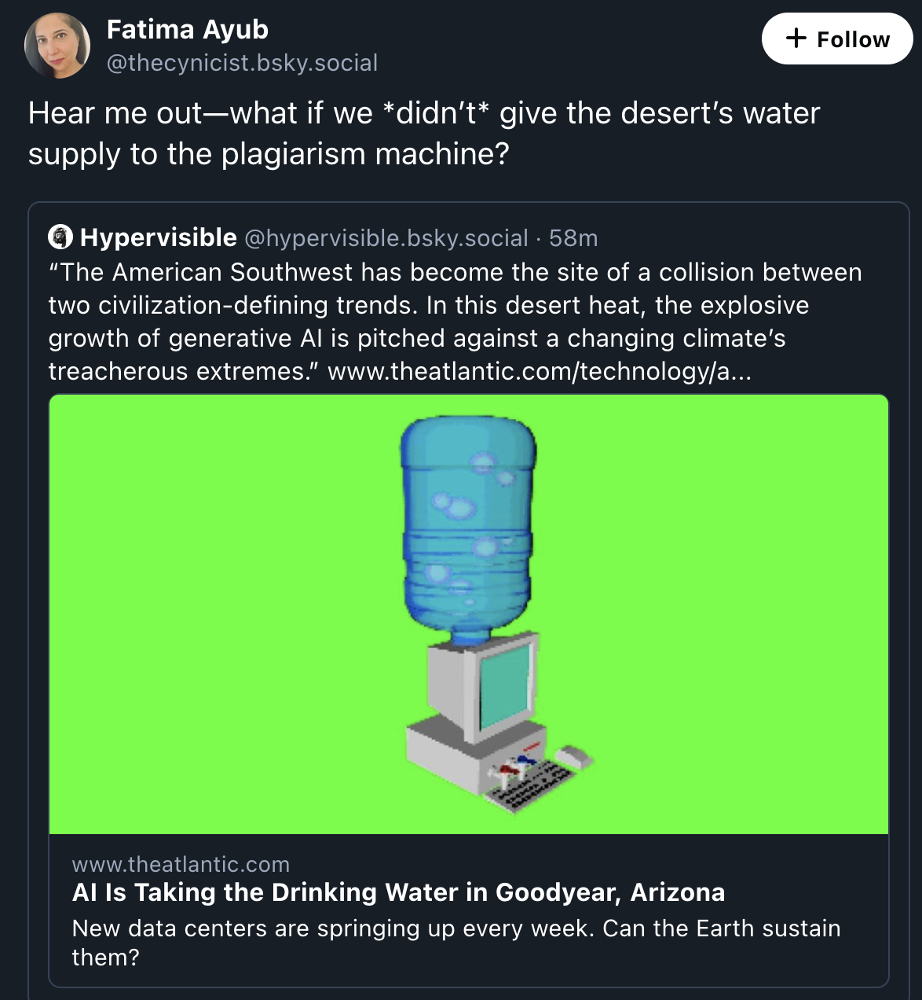 Fatima Ayub
@thecynicist.bsky.social
+ Follow
Hear me out—what if we *didn’t* give the desert’s water
supply to the plagiarism machine?
Hypervisible @hypervisible.bsky.social · 58m
“The American Southwest has become the site of a collision between
two civilization-defining trends. In this desert heat, the explosive
growth of generative AI is pitched against a changing climate’s
treacherous extremes.” www.theatlantic.com/technology/a...
www.theatlantic.com
AI Is Taking the Drinking Water in Goodyear, Arizona
New data centers are springing up every week. Can the Earth sustain
them?